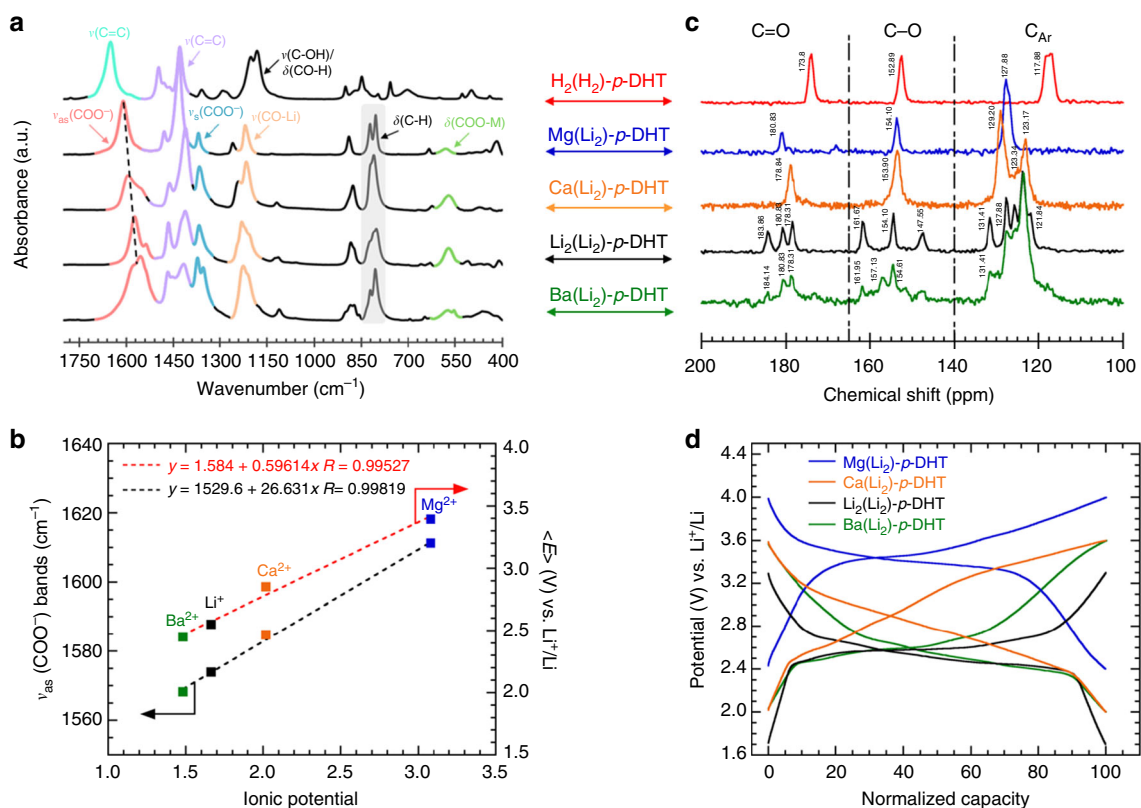 a
ν(C=C)
ν(C=C)
ν(C-OH)/
δ(CO-H)
νas(COO⁻)
νs(COO⁻)
ν(CO-Li)
δ(C-H)
δ(COO-M)
Absorbance (a.u.)
1750 1600 1450 1300 1150 1000 850 700 550 400
Wavenumber (cm⁻¹)
H₂(H₂)-p-DHT
Mg(Li₂)-p-DHT
Ca(Li₂)-p-DHT
Li₂(Li₂)-p-DHT
Ba(Li₂)-p-DHT
c
C=O C–O C_Ar
173.8 152.89 117.88
180.83 154.10 127.88
178.84 153.90 129.20 123.34 123.17
183.86 180.83 178.31 161.67 154.10 147.55 131.41 127.88 121.84
184.14 180.83 178.31 161.95 157.13 154.61 131.41
200 180 160 140 120 100
Chemical shift (ppm)
b
y = 1.584 + 0.59614x R = 0.99527
y = 1529.6 + 26.631x R= 0.99819
Mg²⁺
Ca²⁺
Li⁺
Ba²⁺
νas (COO⁻) bands (cm⁻¹)
1640
1620
1600
1580
1560
4.0
3.5
3.0
2.5
2.0
1.5
<E> (V) vs. Li⁺/Li
1.0 1.5 2.0 2.5 3.0 3.5
Ionic potential
d
Mg(Li₂)-p-DHT
Ca(Li₂)-p-DHT
Li₂(Li₂)-p-DHT
Ba(Li₂)-p-DHT
Potential (V) vs. Li⁺/Li
4.4
4.0
3.6
3.2
2.8
2.4
2.0
1.6
0 20 40 60 80 100
Normalized capacity